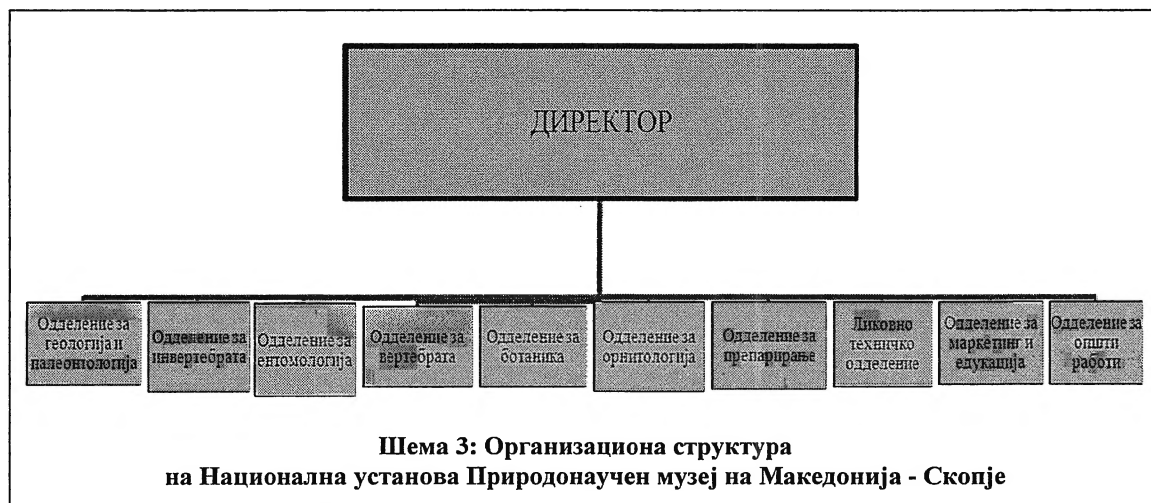 ДИРЕКТОР
Одделение за
геологија и
палеонтологија
Одделение за
инвертебрата
Одделение за
ентомологија
Одделение за
вертебрата
Одделение за
ботаника
Одделение за
орнитологија
Одделение за
препарирање
Ликовно
техничко
одделение
Одделение за
маркетинг и
едукација
Одделение за
општи
работи
Шема 3: Организациона структура
на Национална установа Природонаучен музеј на Македонија - Скопје